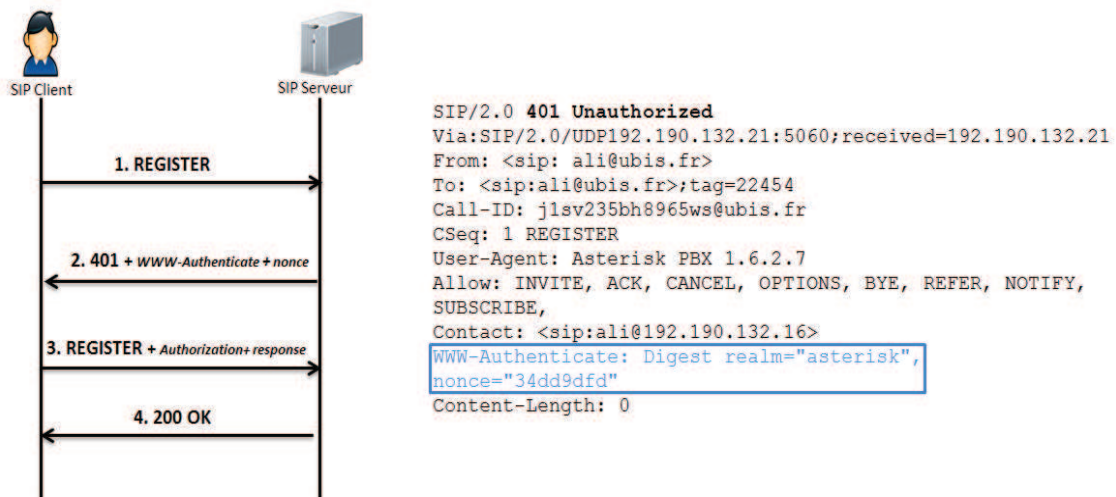 SIP Client
SIP Serveur
1. REGISTER
2. 401 + WWW-Authenticate + nonce
3. REGISTER + Authorization+ response
4. 200 OK
SIP/2.0 401 Unauthorized
Via:SIP/2.0/UDP192.190.132.21:5060;received=192.190.132.21
From: <sip: ali@ubis.fr>
To: <sip:ali@ubis.fr>;tag=22454
Call-ID: j1sv235bh8965ws@ubis.fr
CSeq: 1 REGISTER
User-Agent: Asterisk PBX 1.6.2.7
Allow: INVITE, ACK, CANCEL, OPTIONS, BYE, REFER, NOTIFY,
SUBSCRIBE,
Contact: <sip:ali@192.190.132.16>
WWW-Authenticate: Digest realm="asterisk",
nonce="34dd9dfd"
Content-Length: 0